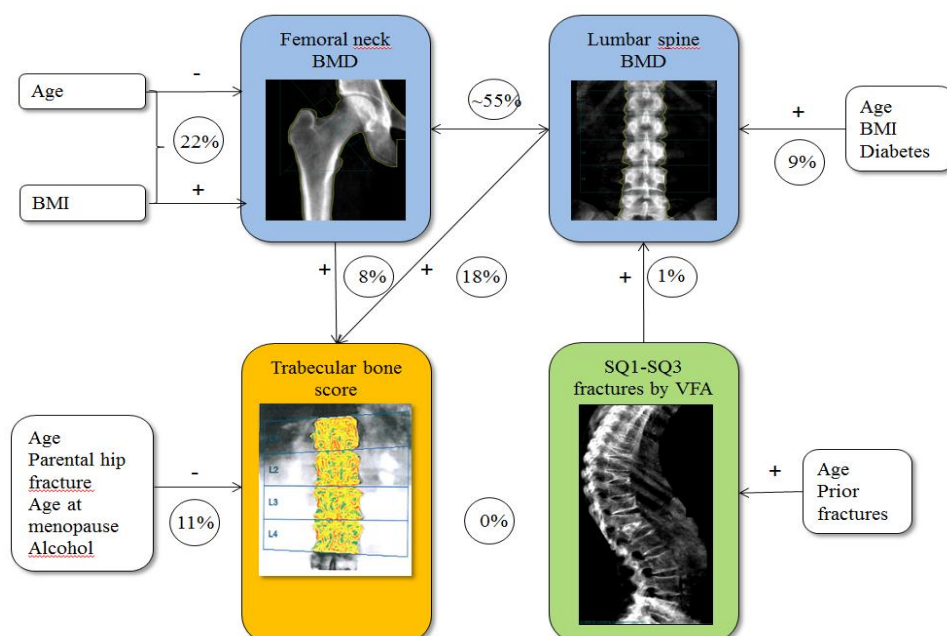 Femoral neck
BMD
Lumbar spine
BMD
Age
-
22%
BMI
+
~55%
+
9%
Age
BMI
Diabetes
+
8%
+
18%
+
1%
Trabecular bone
score
L2
L3
L4
SQ1-SQ3
fractures by VFA
Age
Parental hip
fracture
Age at
menopause
Alcohol
-
11%
0%
+
Age
Prior
fractures